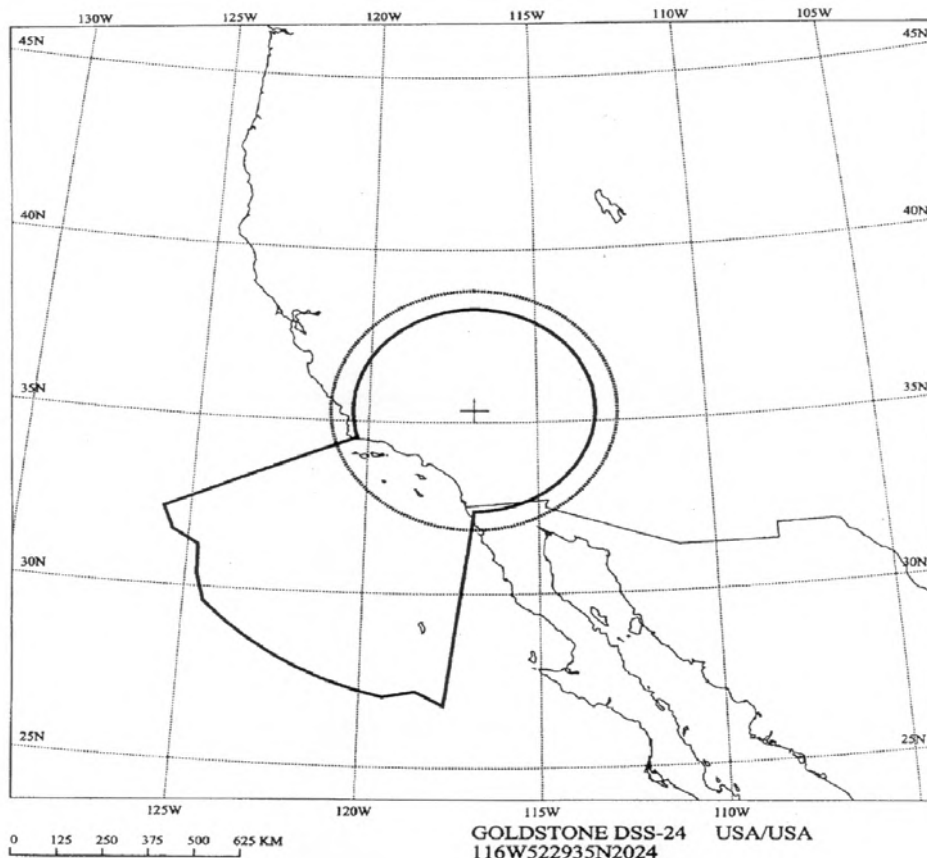 130W 125W 120W 115W 110W 105W
45N 45N
40N 40N
35N 35N
30N 30N
25N 25N
125W 120W 115W 110W
0 125 250 375 500 625 KM
GOLDSTONE DSS-24 USA/USA
116W522935N2024